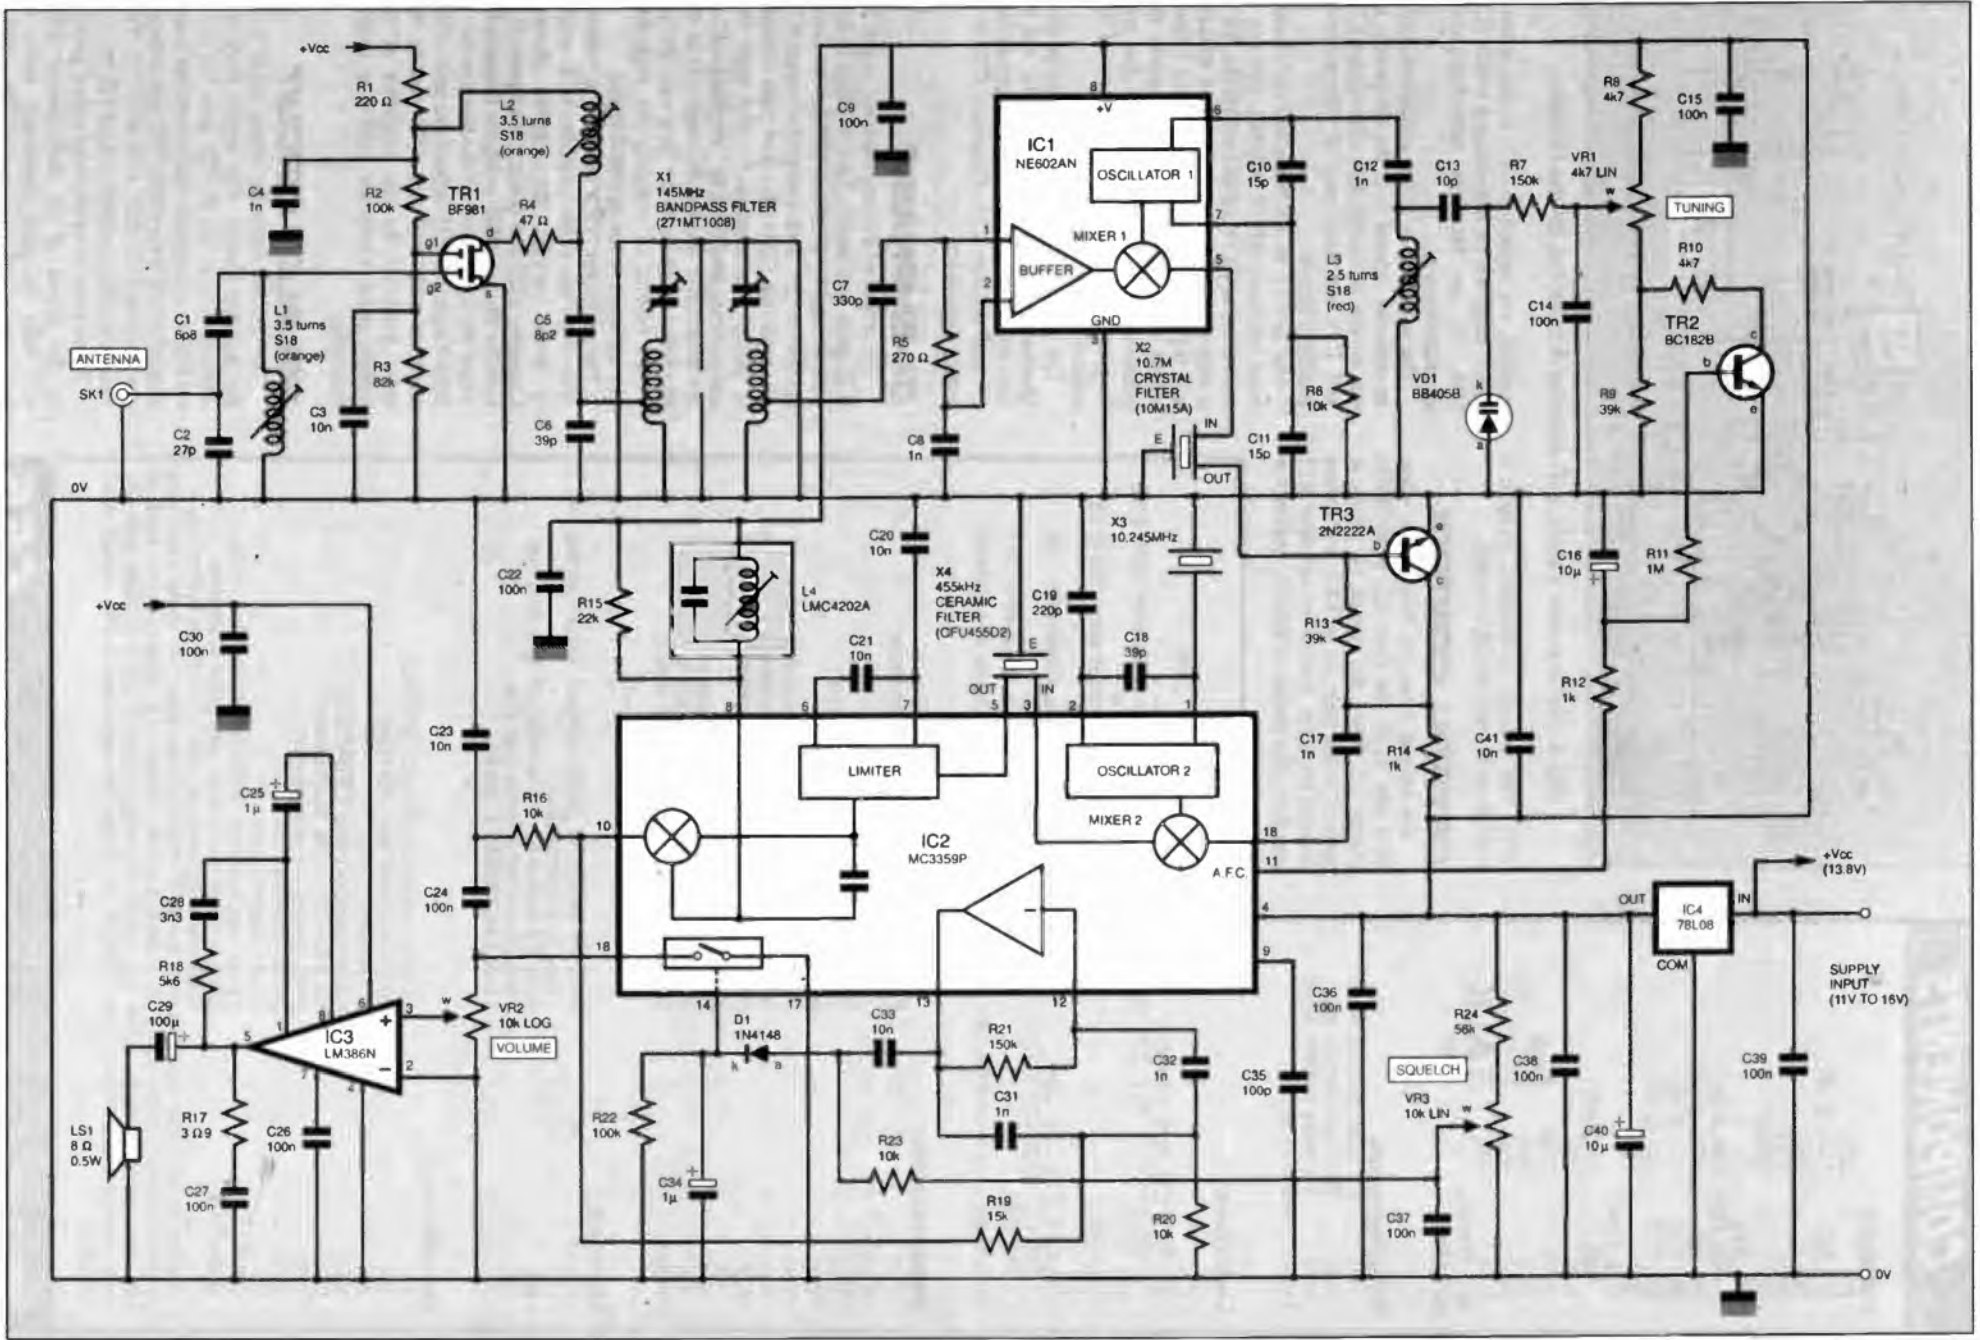 +Vcc
R1
220 Ω
L2
3.5 turns
S18
(orange)
C4
1n
R2
100k
TR1
BF981
R4
47 Ω
g1
d
g2
s
X1
145MHz
BANDPASS FILTER
(271MT1008)
C1
6p8
L1
3.5 turns
S18
(orange)
ANTENNA
SK1
C2
27p
R3
82k
C3
10n
C5
8p2
C6
39p
0V
C9
100n
C7
330p
R5
270 Ω
C8
1n
8
+V
IC1
NE602AN
OSCILLATOR 1
MIXER 1
BUFFER
GND
1
2
3
5
6
7
X2
10.7M
CRYSTAL
FILTER
(10M15A)
IN
E
OUT
C10
15p
C11
15p
R6
10k
C12
1n
C13
10p
L3
2.5 turns
S18
(red)
R7
150k
VR1
4k7 LIN
w
TUNING
R8
4k7
C15
100n
C14
100n
VD1
BB405B
k
a
R10
4k7
TR2
BC182B
b
c
e
R9
39k
C22
100n
R15
22k
L4
LMC4202A
C20
10n
C21
10n
X4
455kHz
CERAMIC
FILTER
(CFU455D2)
E
OUT
IN
C19
220p
C18
39p
X3
10.245MHz
TR3
2N2222A
b
e
c
R13
39k
C17
1n
R14
1k
C41
10n
C16
10µ
+
R11
1M
R12
1k
+Vcc
C30
100n
C23
10n
R16
10k
C24
100n
C25
1µ
+
C28
3n3
R18
5k6
C29
100µ
+
IC3
LM386N
+
−
1
8
6
3
2
5
7
4
w
VR2
10k LOG
VOLUME
LS1
8 Ω
0.5W
R17
3 Ω9
C27
100n
C26
100n
8
6
7
5
3
2
1
LIMITER
OSCILLATOR 2
MIXER 2
IC2
MC3359P
−
A.F.C.
10
18
14
17
13
12
18
11
4
9
D1
1N4148
k
a
C33
10n
R21
150k
C31
1n
C32
1n
R22
100k
C34
1µ
+
R23
10k
R19
15k
R20
10k
C35
100p
C36
100n
SQUELCH
VR3
10k LIN
w
R24
56k
C37
100n
C38
100n
C40
10µ
+
OUT
IC4
78L08
IN
COM
+Vcc
(13.8V)
SUPPLY
INPUT
(11V TO 16V)
C39
100n
0V